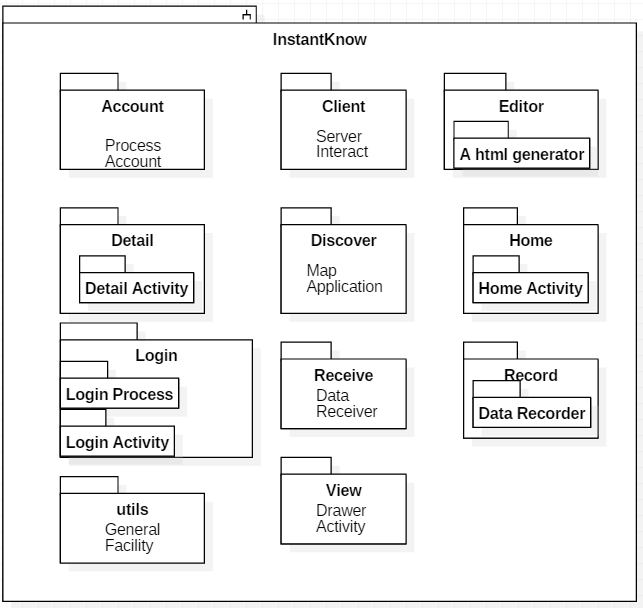 InstantKnow
Account
Process
Account
Client
Server
Interact
Editor
A html generator
Detail
Detail Activity
Discover
Map
Application
Home
Home Activity
Login
Login Process
Login Activity
Receive
Data
Receiver
Record
Data Recorder
utils
General
Facility
View
Drawer
Activity